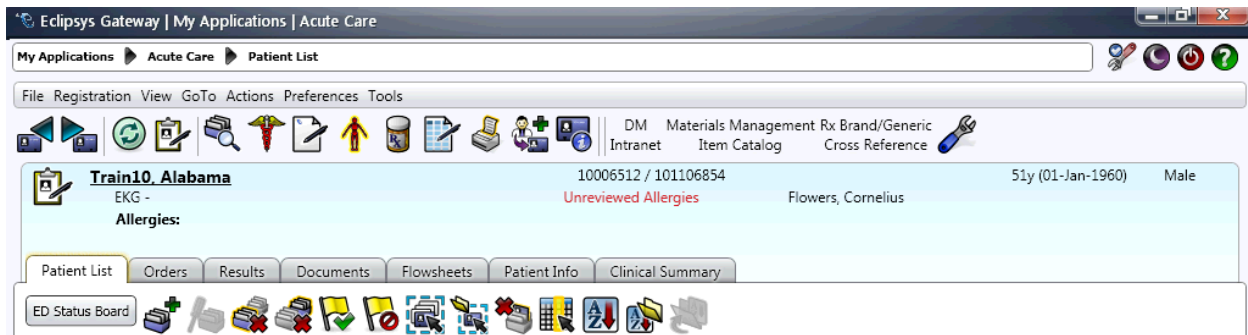 Eclipsys Gateway | My Applications | Acute Care
My Applications Acute Care Patient List
File Registration View GoTo Actions Preferences Tools
DM Materials Management Rx Brand/Generic
Intranet Item Catalog Cross Reference
Train10, Alabama 10006512 / 101106854 51y (01-Jan-1960) Male
EKG - Unreviewed Allergies Flowers, Cornelius
Allergies:
Patient List Orders Results Documents Flowsheets Patient Info Clinical Summary
ED Status Board